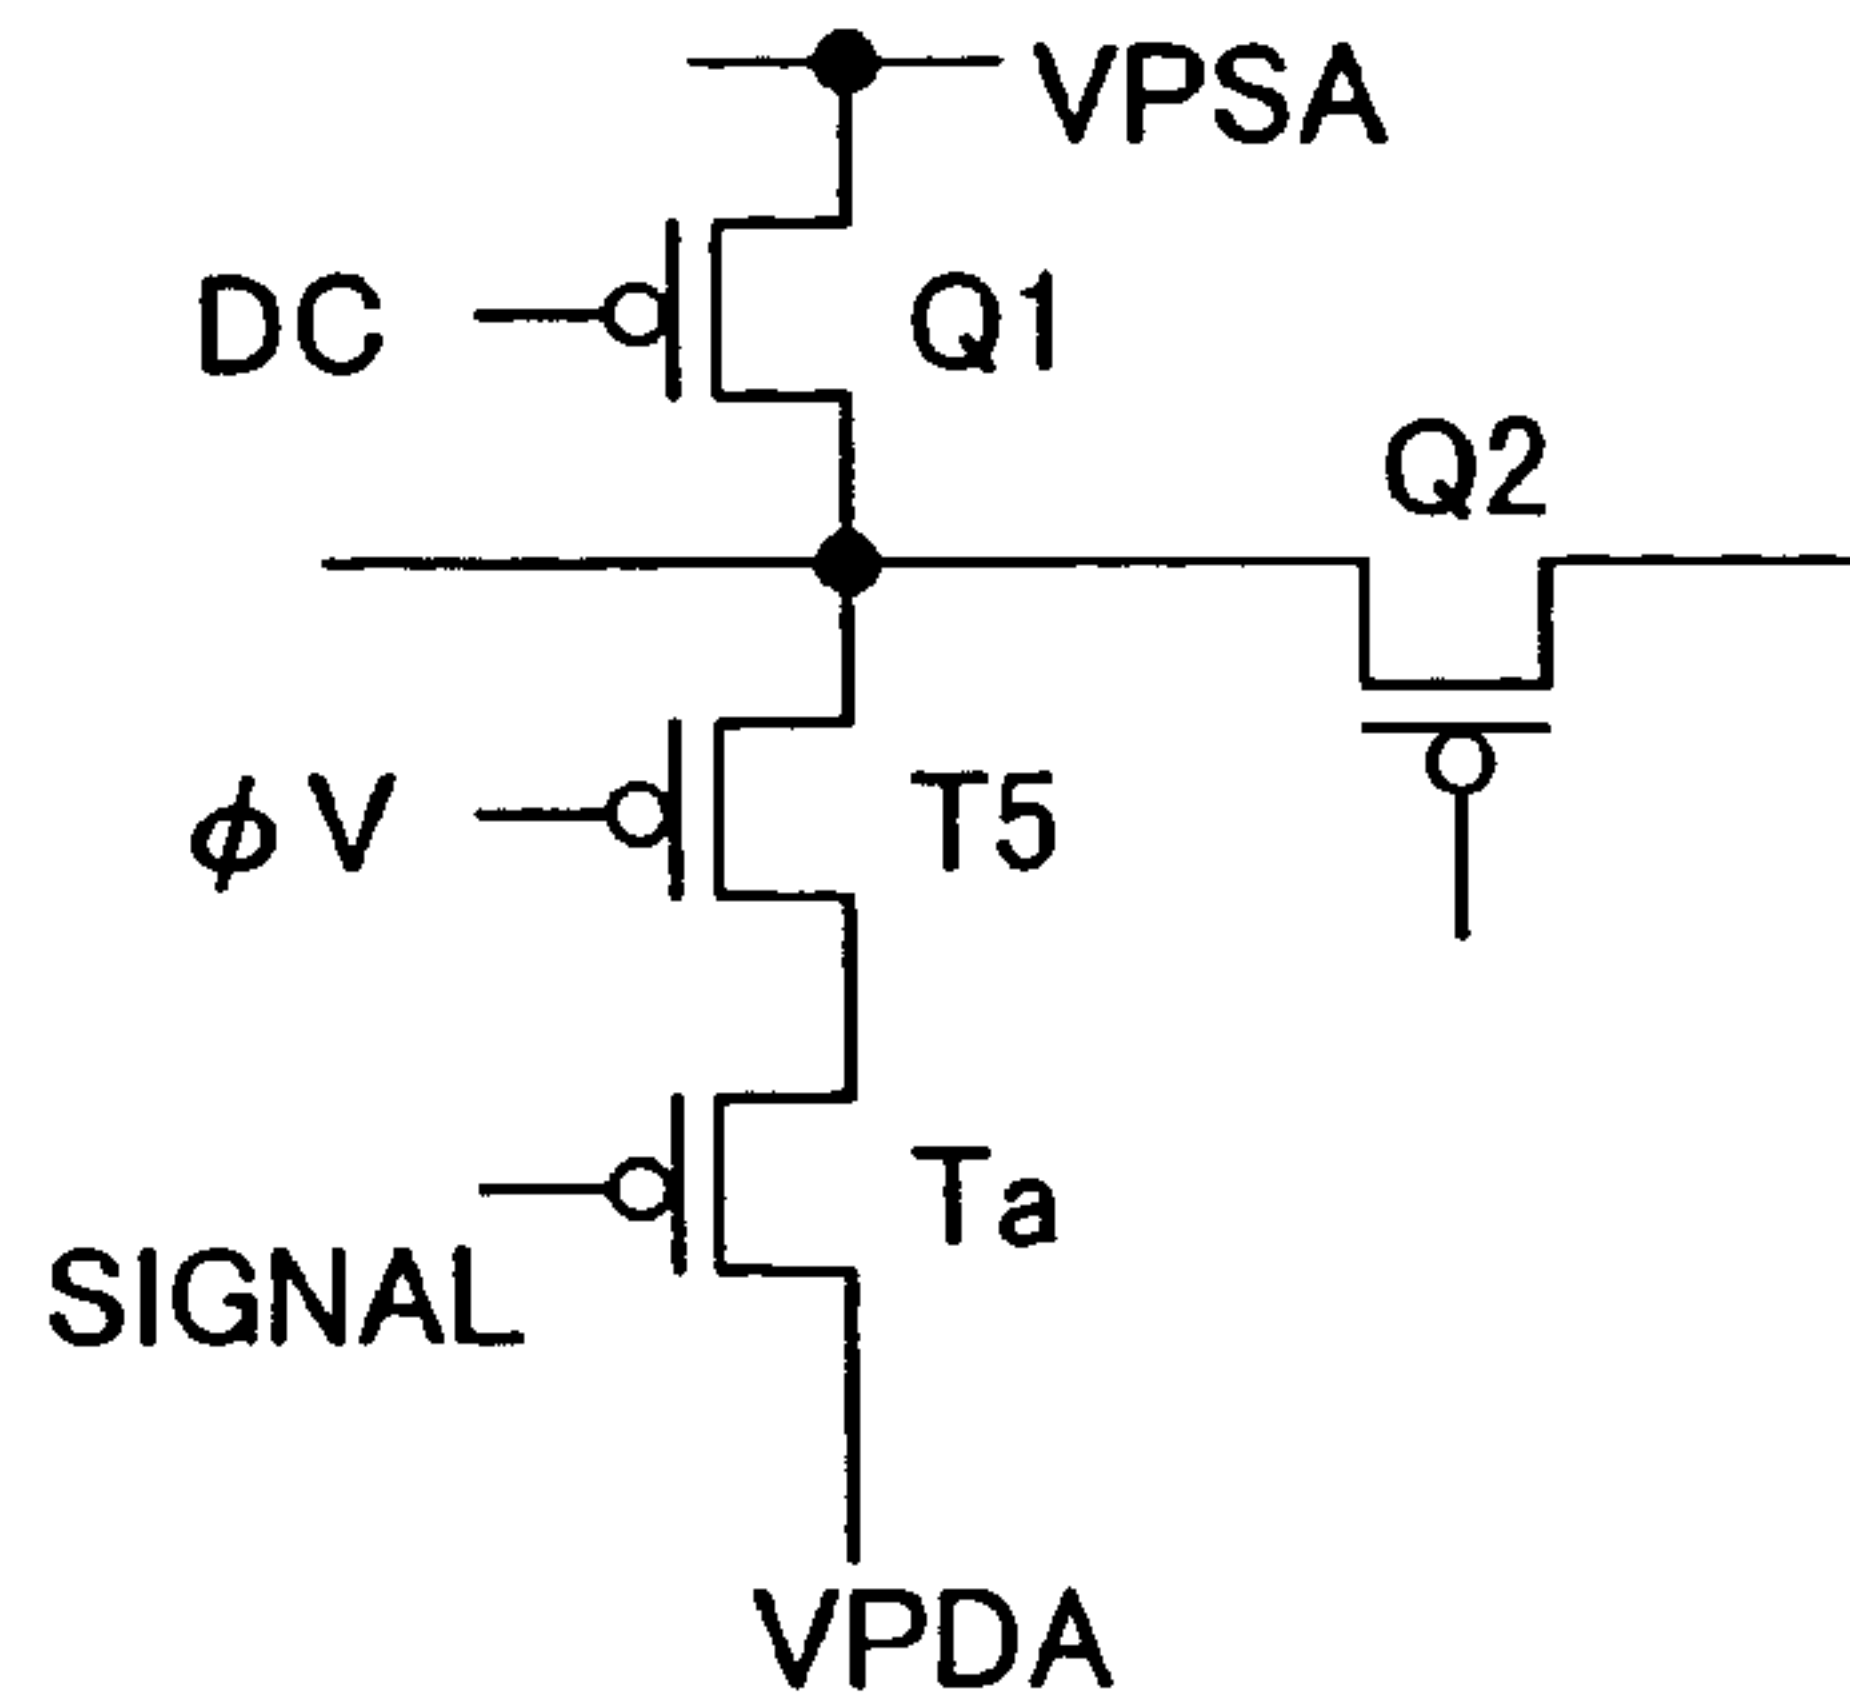 VPSA
DC
Q1
Q2
ϕV
T5
Ta
SIGNAL
VPDA